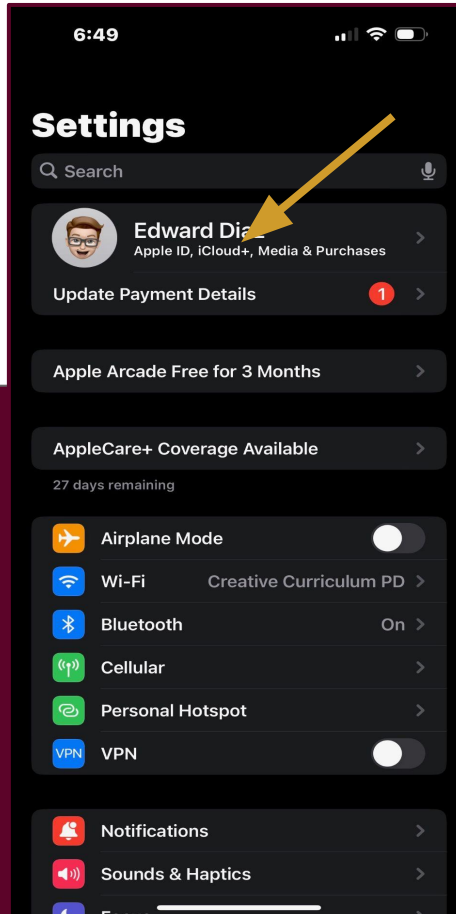 6:49
Settings
Search
Edward Diaz
Apple ID, iCloud+, Media & Purchases
Update Payment Details 1
Apple Arcade Free for 3 Months
AppleCare+ Coverage Available
27 days remaining
Airplane Mode
Wi-Fi Creative Curriculum PD
Bluetooth On
Cellular
Personal Hotspot
VPN VPN
Notifications
Sounds & Haptics